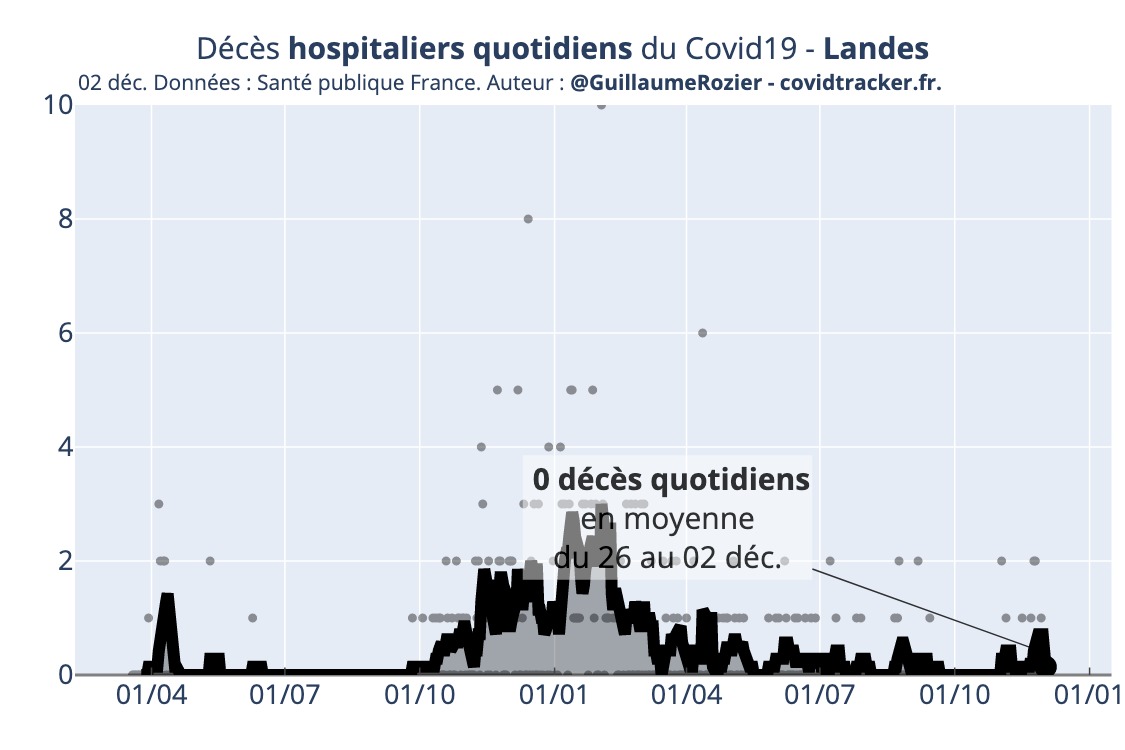 Décès hospitaliers quotidiens du Covid19 - Landes
02 déc. Données : Santé publique France. Auteur : @GuillaumeRozier - covidtracker.fr.
10
8
6
4
0 décès quotidiens
en moyenne
du 26 au 02 déc.
2
0
01/04 01/07 01/10 01/01 01/04 01/07 01/10 01/01